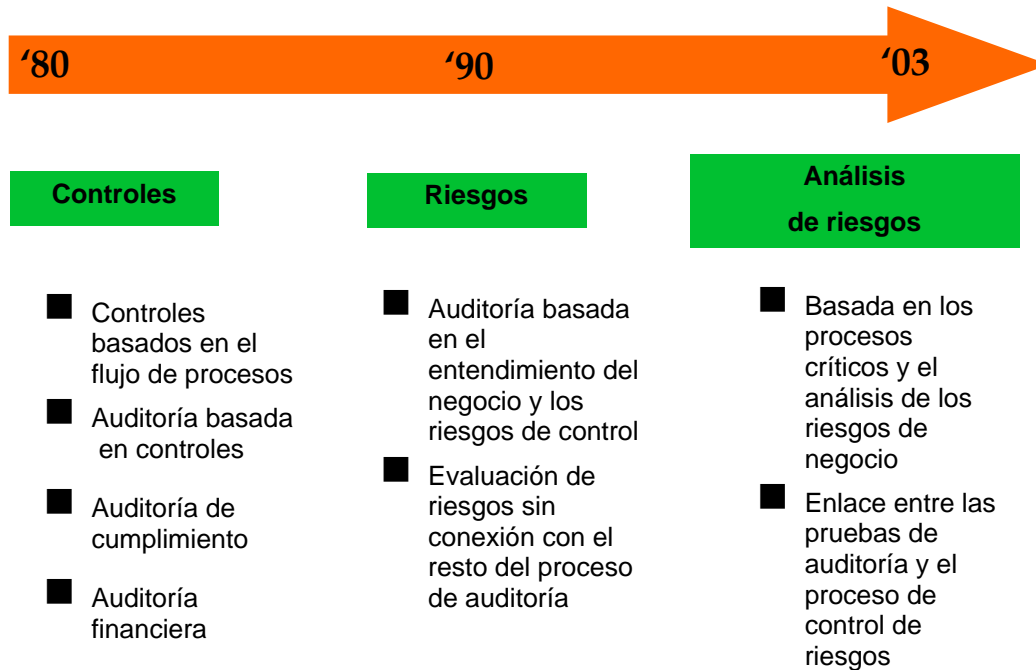 ‘80
‘90
‘03
Controles
Riesgos
Análisis
de riesgos
Controles
basados en el
flujo de procesos
Auditoría basada
en controles
Auditoría de
cumplimiento
Auditoría
financiera
Auditoría basada
en el
entendimiento del
negocio y los
riesgos de control
Evaluación de
riesgos sin
conexión con el
resto del proceso
de auditoría
Basada en los
procesos
críticos y el
análisis de los
riesgos de
negocio
Enlace entre las
pruebas de
auditoría y el
proceso de
control de
riesgos